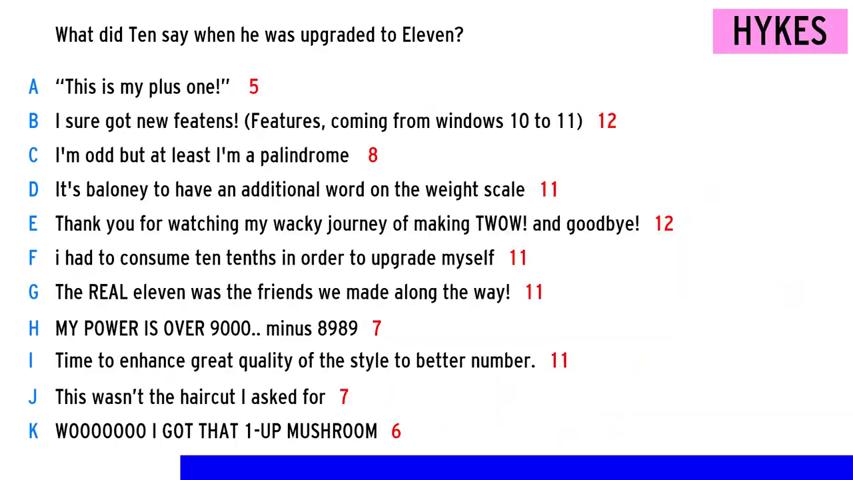 What did Ten say when he was upgraded to Eleven?
HYKES
A “This is my plus one!” 5
B I sure got new featens! (Features, coming from windows 10 to 11) 12
C I'm odd but at least I'm a palindrome 8
D It's baloney to have an additional word on the weight scale 11
E Thank you for watching my wacky journey of making TWOW! and goodbye! 12
F i had to consume ten tenths in order to upgrade myself 11
G The REAL eleven was the friends we made along the way! 11
H MY POWER IS OVER 9000.. minus 8989 7
I Time to enhance great quality of the style to better number. 11
J This wasn’t the haircut I asked for 7
K WOOOOOOO I GOT THAT 1-UP MUSHROOM 6